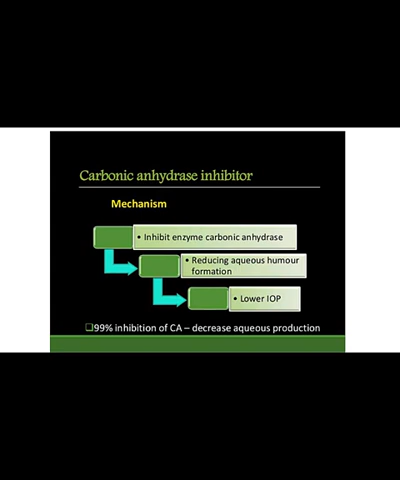 Carbonic anhydrase inhibitor
Mechanism
• Inhibit enzyme carbonic anhydrase
• Reducing aqueous humour
formation
• Lower IOP
❑99% inhibition of CA – decrease aqueous production